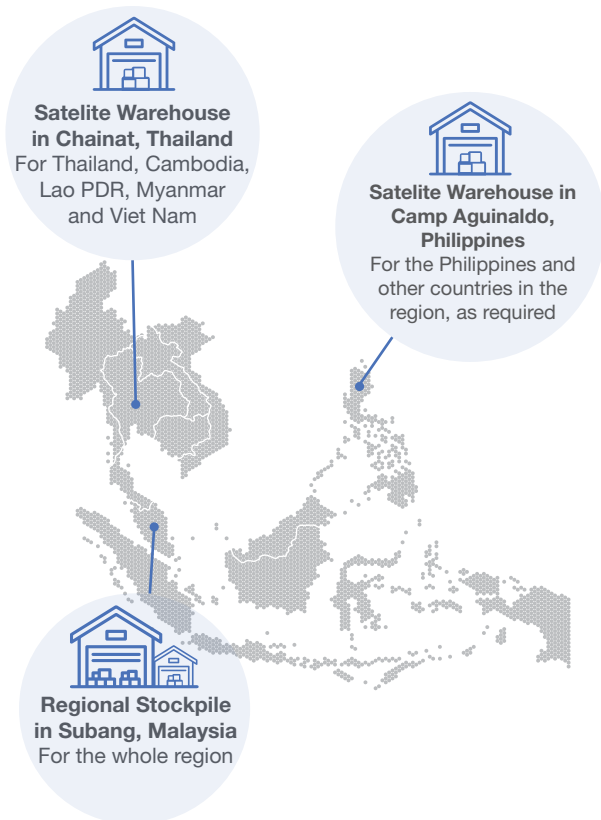 Satelite Warehouse
in Chainat, Thailand
For Thailand, Cambodia,
Lao PDR, Myanmar
and Viet Nam
Satelite Warehouse in
Camp Aguinaldo,
Philippines
For the Philippines and
other countries in the
region, as required
Regional Stockpile
in Subang, Malaysia
For the whole region